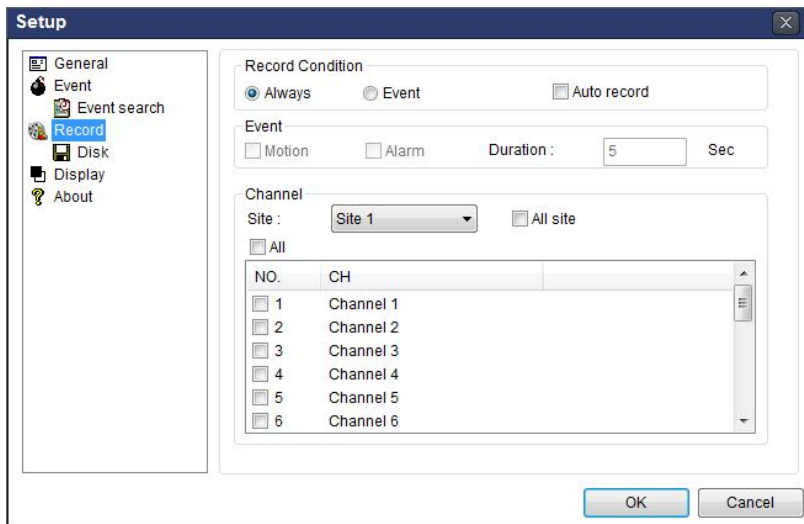 Setup
General
Event
Event search
Record
Disk
Display
About
Record Condition
Always Event Auto record
Event
Motion Alarm Duration : 5 Sec
Channel
Site : Site 1 All site
All
NO. CH
1 Channel 1
2 Channel 2
3 Channel 3
4 Channel 4
5 Channel 5
6 Channel 6
OK Cancel